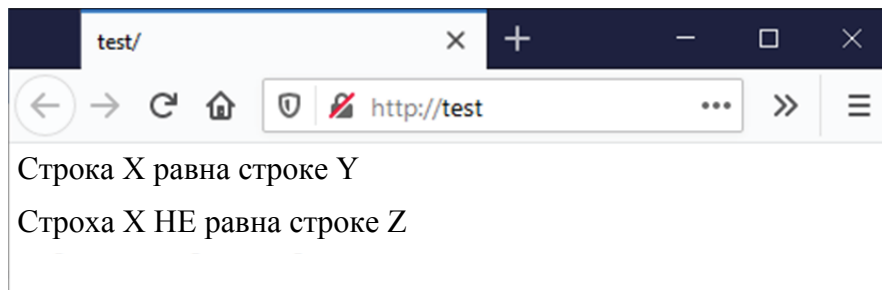 test/
http://test
Строка X равна строке Y
Строха X НЕ равна строке Z